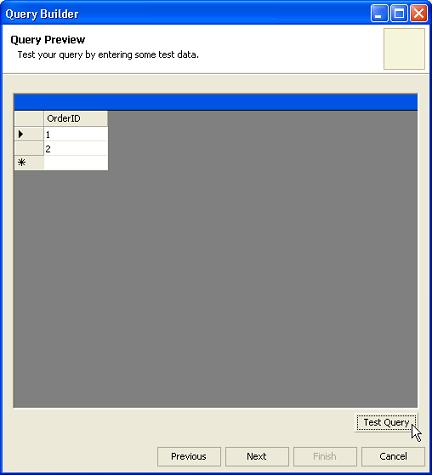 Query Builder
Query Preview
Test your query by entering some test data.
OrderID
1
2
Test Query
Previous Next Finish Cancel